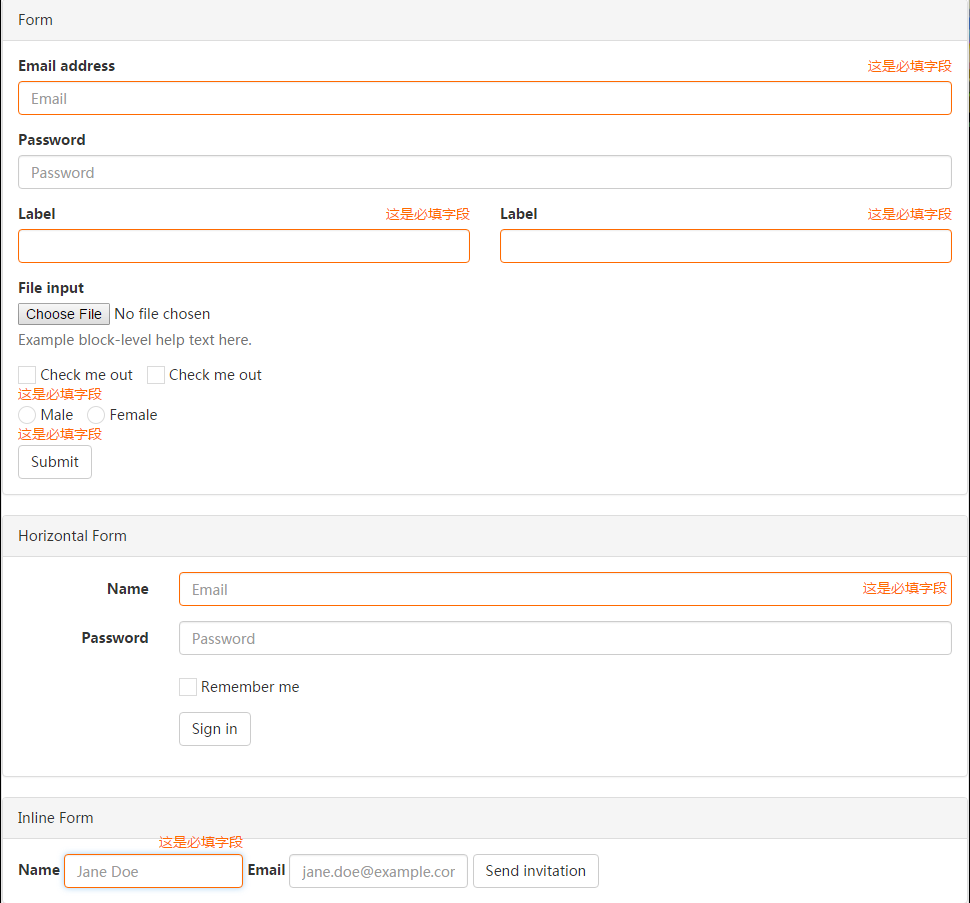 Form
Email address 这是必填字段
Email
Password
Password
Label 这是必填字段 Label 这是必填字段
File input
Choose File No file chosen
Example block-level help text here.
Check me out Check me out
这是必填字段
Male Female
这是必填字段
Submit
Horizontal Form
Name Email 这是必填字段
Password Password
Remember me
Sign in
Inline Form
这是必填字段
Name Jane Doe Email jane.doe@example.cor Send invitation